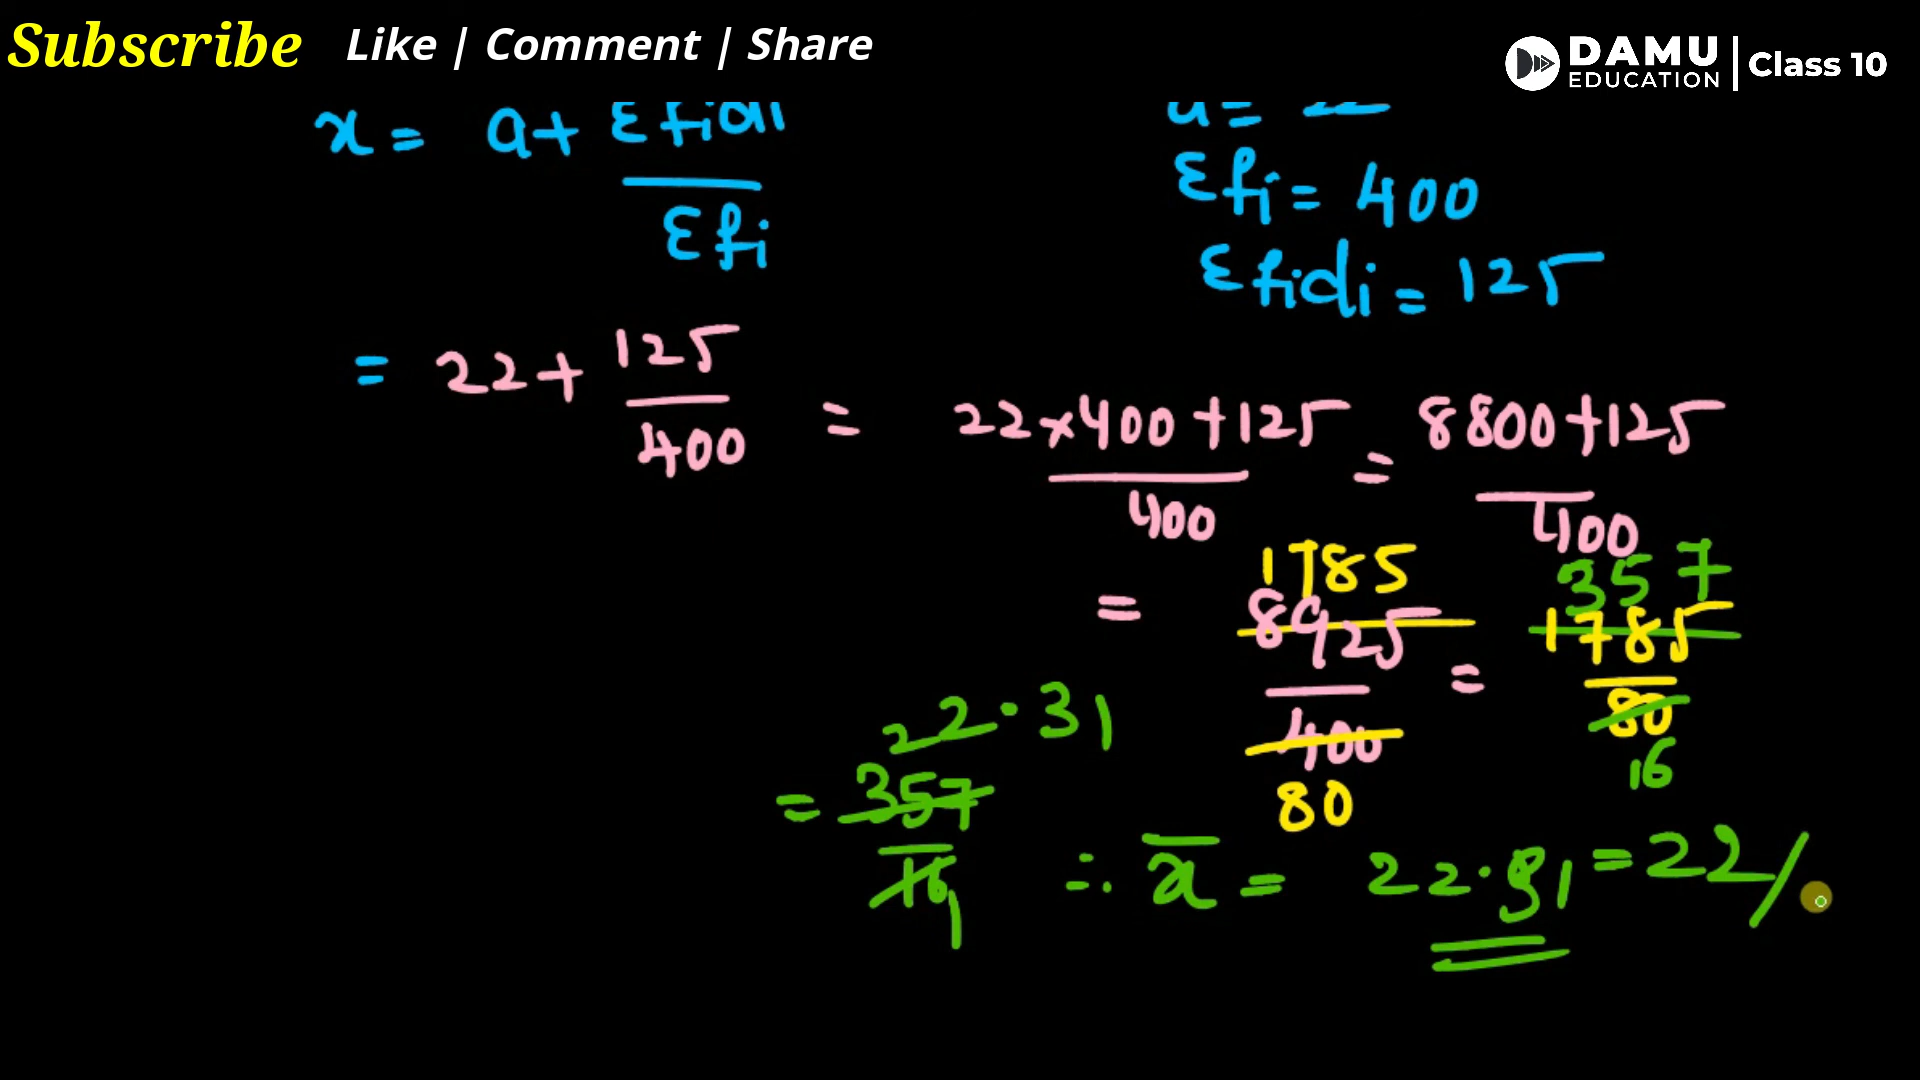 Subscribe Like | Comment | Share
DAMU EDUCATION | Class 10
x = a + Σfidi
Σfi
a = 22
Σfi = 400
Σfidi = 125
= 22 + 125/400 = 22×400+125/400 = 8800+125/400
= 8925/400 = 1785/80
1785
80
357
16
= 357/16
22.31
1
∴ x̄ = 22.31 = 22/